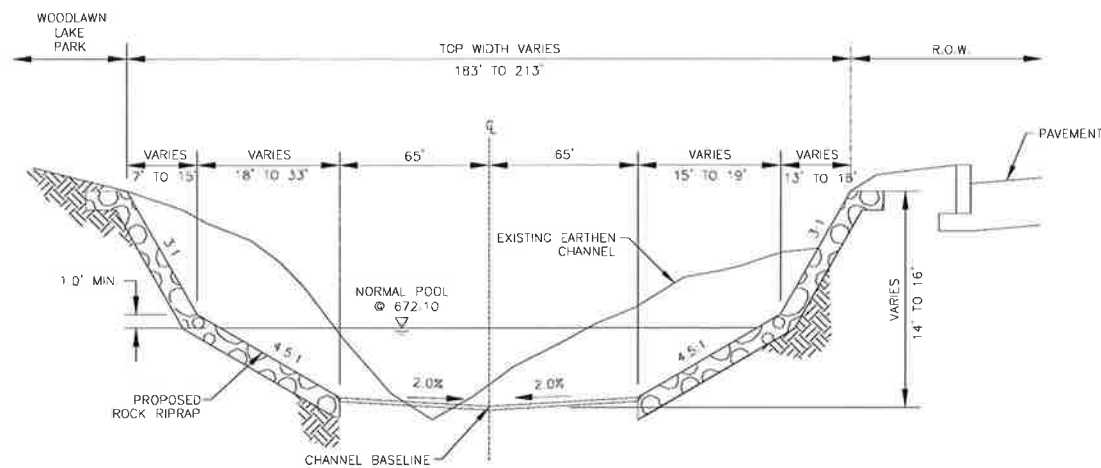 WOODLAWN
LAKE
PARK
TOP WIDTH VARIES
183' TO 213'
R.O.W.
℄
PAVEMENT
VARIES
7' TO 15'
VARIES
18' TO 33'
65'
65'
VARIES
15' TO 19'
VARIES
13' TO 16'
3:1
3:1
EXISTING EARTHEN
CHANNEL
1.0' MIN
NORMAL POOL
@ 672.10
VARIES
14' TO 16'
4.5:1
4.5:1
2.0%
2.0%
PROPOSED
ROCK RIPRAP
CHANNEL BASELINE